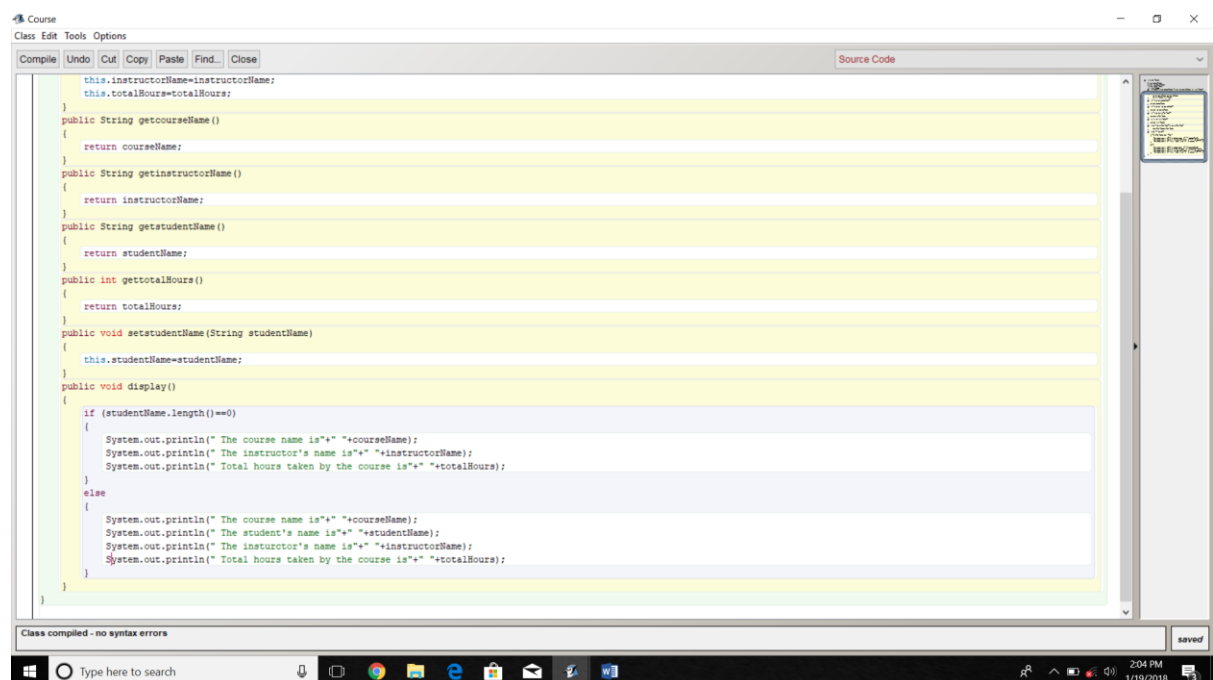 Course
Class Edit Tools Options
Compile Undo Cut Copy Paste Find... Close Source Code
this.instructorName=instructorName;
this.totalHours=totalHours;
}
public String getcourseName()
{
return courseName;
}
public String getinstructorName()
{
return instructorName;
}
public String getstudentName()
{
return studentName;
}
public int gettotalHours()
{
return totalHours;
}
public void setstudentName(String studentName)
{
this.studentName=studentName;
}
public void display()
{
if (studentName.length()==0)
{
System.out.println(" The course name is"+" "+courseName);
System.out.println(" The instructor's name is"+" "+instructorName);
System.out.println(" Total hours taken by the course is"+" "+totalHours);
}
else
{
System.out.println(" The course name is"+" "+courseName);
System.out.println(" The student's name is"+" "+studentName);
System.out.println(" The insturctor's name is"+" "+instructorName);
System.out.println(" Total hours taken by the course is"+" "+totalHours);
}
}
}
Class compiled - no syntax errors
saved
Type here to search
2:04 PM
1/19/2018